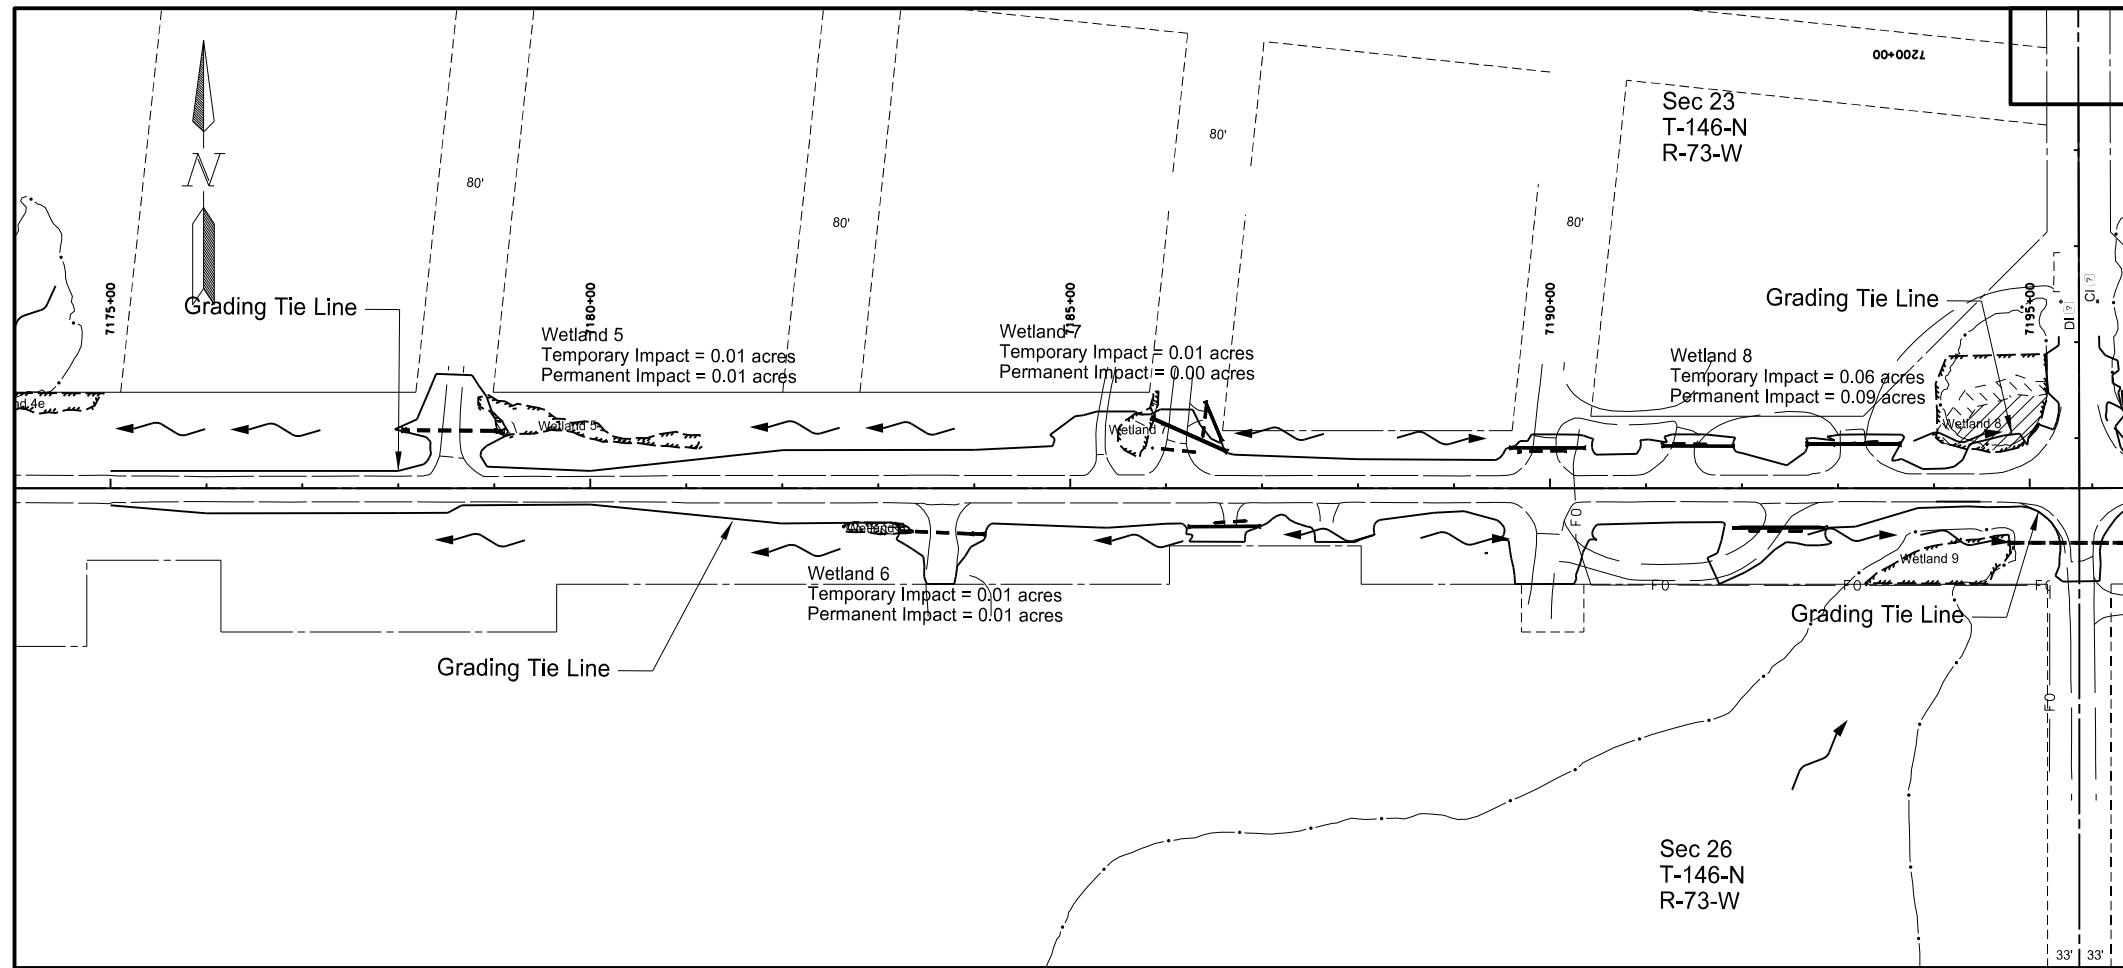 7200+00
Sec 23
T-146-N
R-73-W
80'
80'
80'
80'
N
7175+00
7180+00
7185+00
7190+00
7195+00
DI ?
CI ?
Grading Tie Line
Grading Tie Line
Wetland 5
Temporary Impact = 0.01 acres
Permanent Impact = 0.01 acres
Wetland 7
Temporary Impact = 0.01 acres
Permanent Impact = 0.00 acres
Wetland 8
Temporary Impact = 0.06 acres
Permanent Impact = 0.09 acres
nd 4e
Wetland 5
Wetland 7
Wetland 8
FO
Wetland 9
Wetland 6
Temporary Impact = 0.01 acres
Permanent Impact = 0.01 acres
FO
FO
Grading Tie Line
Grading Tie Line
FO
Sec 26
T-146-N
R-73-W
33'
33'